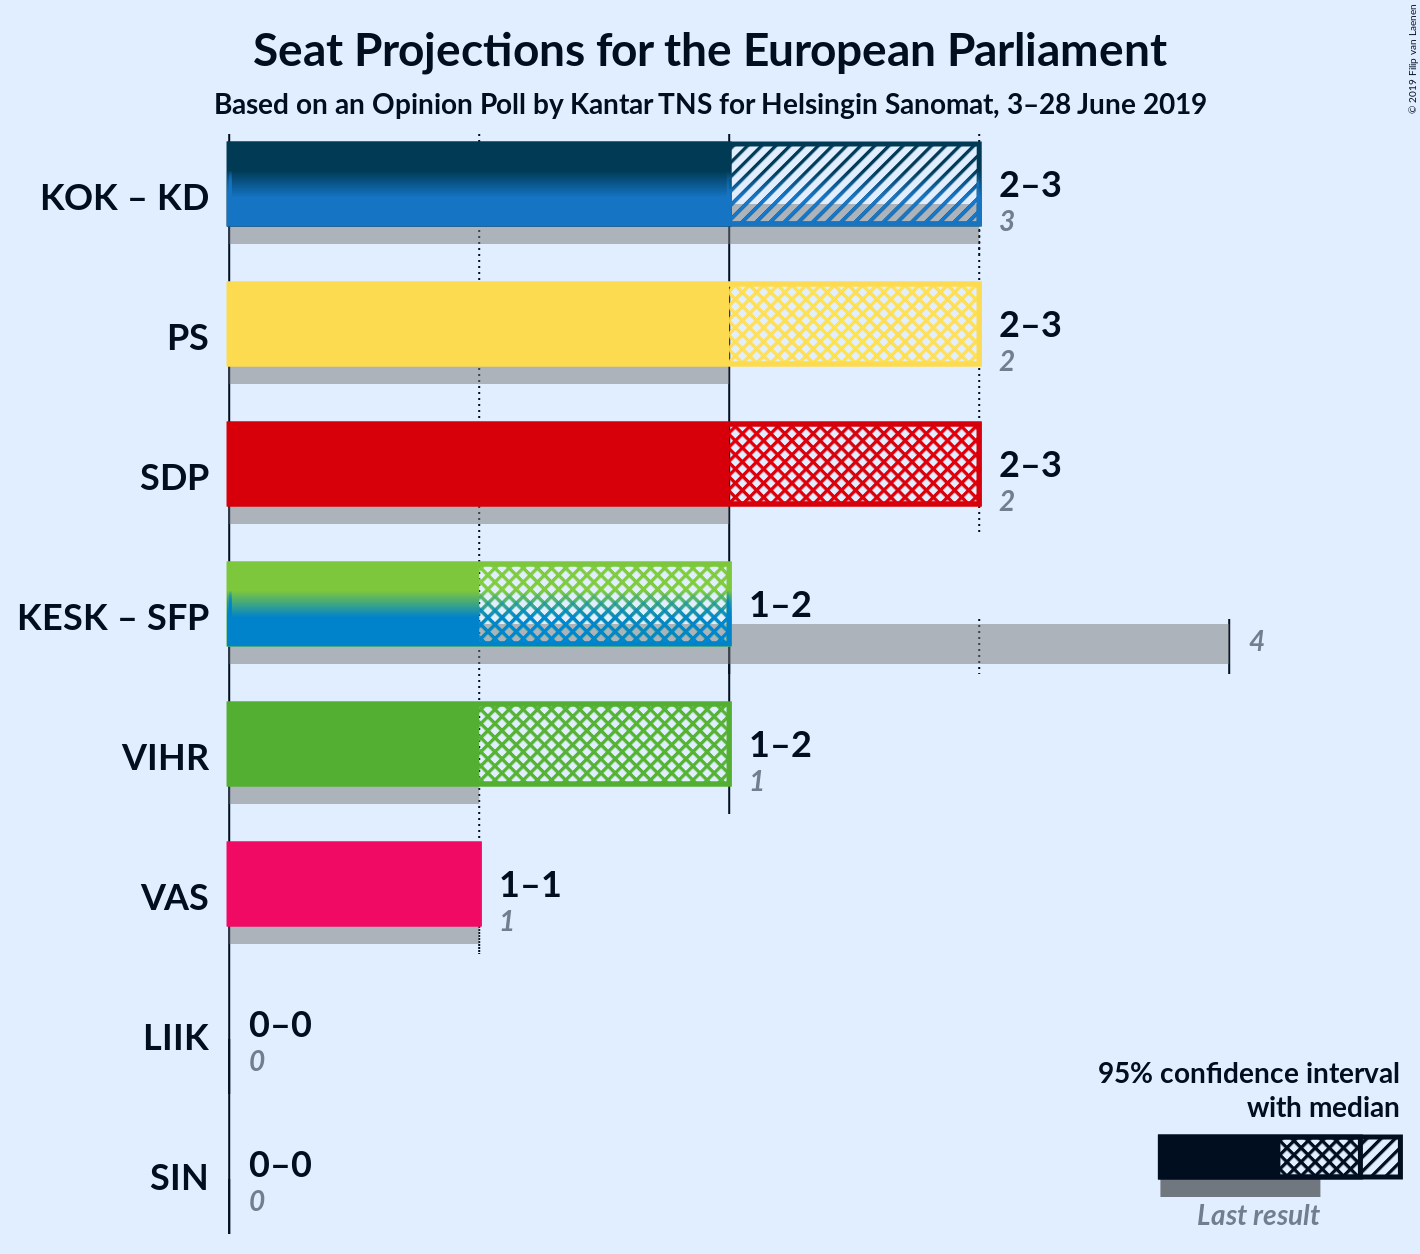 Seat Projections for the European Parliament
Based on an Opinion Poll by Kantar TNS for Helsingin Sanomat, 3–28 June 2019
© 2019 Filip van Laenen
KOK – KD
2–3
3
PS
2–3
2
SDP
2–3
2
KESK – SFP
1–2
4
VIHR
1–2
1
VAS
1–1
1
LIIK
0–0
0
SIN
0–0
0
95% confidence interval
with median
Last result